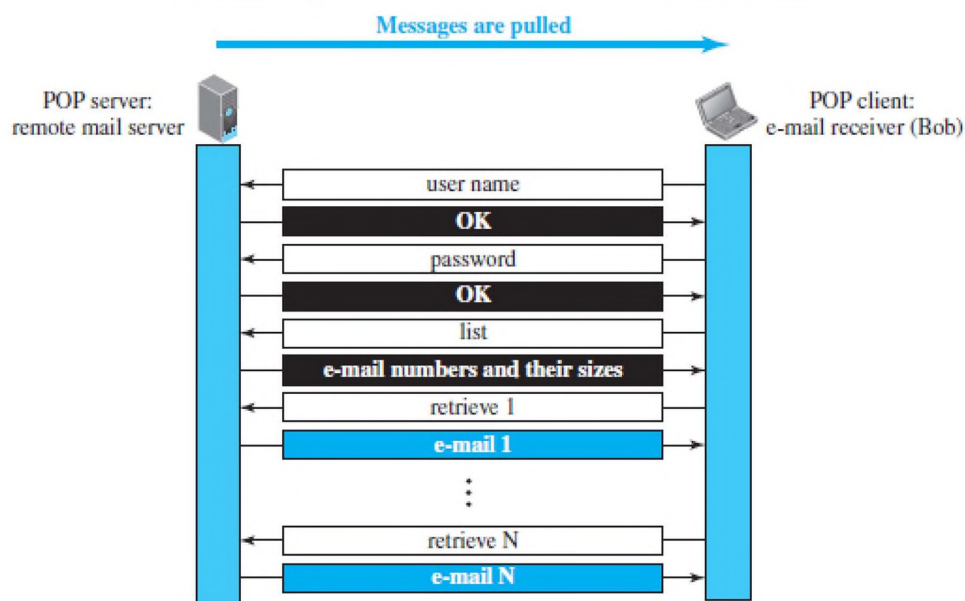 Messages are pulled
POP server:
remote mail server
POP client:
e-mail receiver (Bob)
user name
OK
password
OK
list
e-mail numbers and their sizes
retrieve 1
e-mail 1
retrieve N
e-mail N